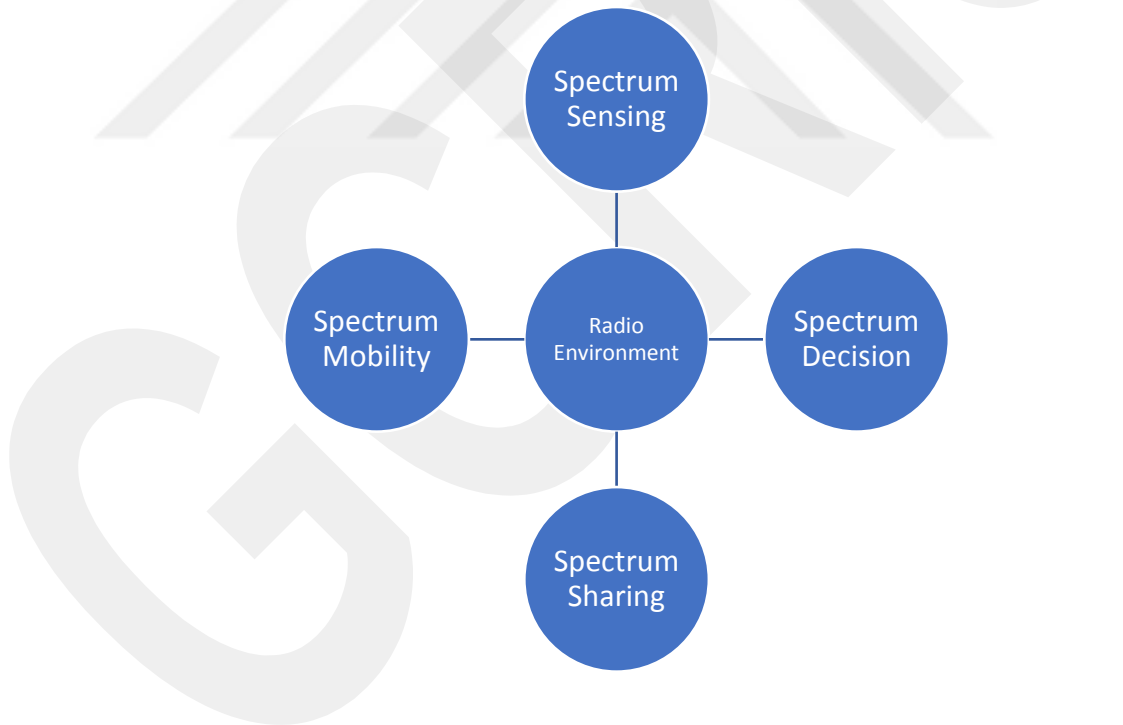 Spectrum
Sensing
Spectrum
Mobility
Radio
Environment
Spectrum
Decision
Spectrum
Sharing